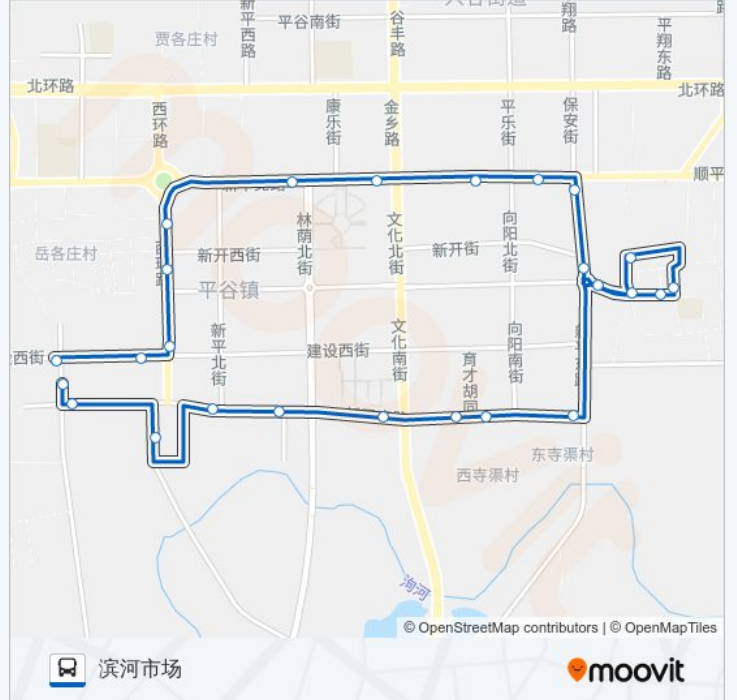 新平西路
平谷南街
谷丰路
六谷街道
翔路
平翔东路
贾各庄村
北环路
北环路
西环路
康乐街
金乡路
平乐街
保安街
顺平
林荫北街
文化北街
向阳北街
岳各庄村
新开西街
新开街
平谷镇
新平北街
建设西街
文化南街
向阳南街
育才胡同
西街
东寺渠村
西寺渠村
洵河
© OpenStreetMap contributors | © OpenMapTiles
滨河市场
moovit